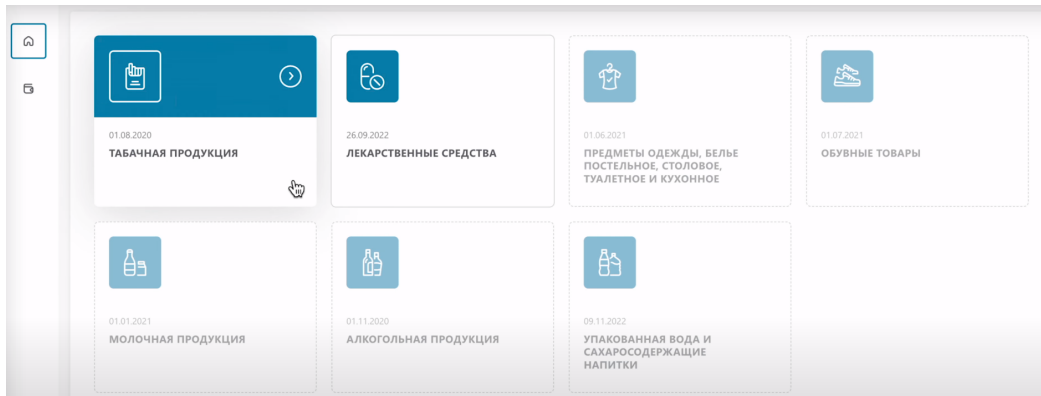 01.08.2020
ТАБАЧНАЯ ПРОДУКЦИЯ
26.09.2022
ЛЕКАРСТВЕННЫЕ СРЕДСТВА
01.06.2021
ПРЕДМЕТЫ ОДЕЖДЫ, БЕЛЬЕ
ПОСТЕЛЬНОЕ, СТОЛОВОЕ,
ТУАЛЕТНОЕ И КУХОННОЕ
01.07.2021
ОБУВНЫЕ ТОВАРЫ
01.01.2021
МОЛОЧНАЯ ПРОДУКЦИЯ
01.11.2020
АЛКОГОЛЬНАЯ ПРОДУКЦИЯ
09.11.2022
УПАКОВАННАЯ ВОДА И
САХАРОСОДЕРЖАЩИЕ
НАПИТКИ